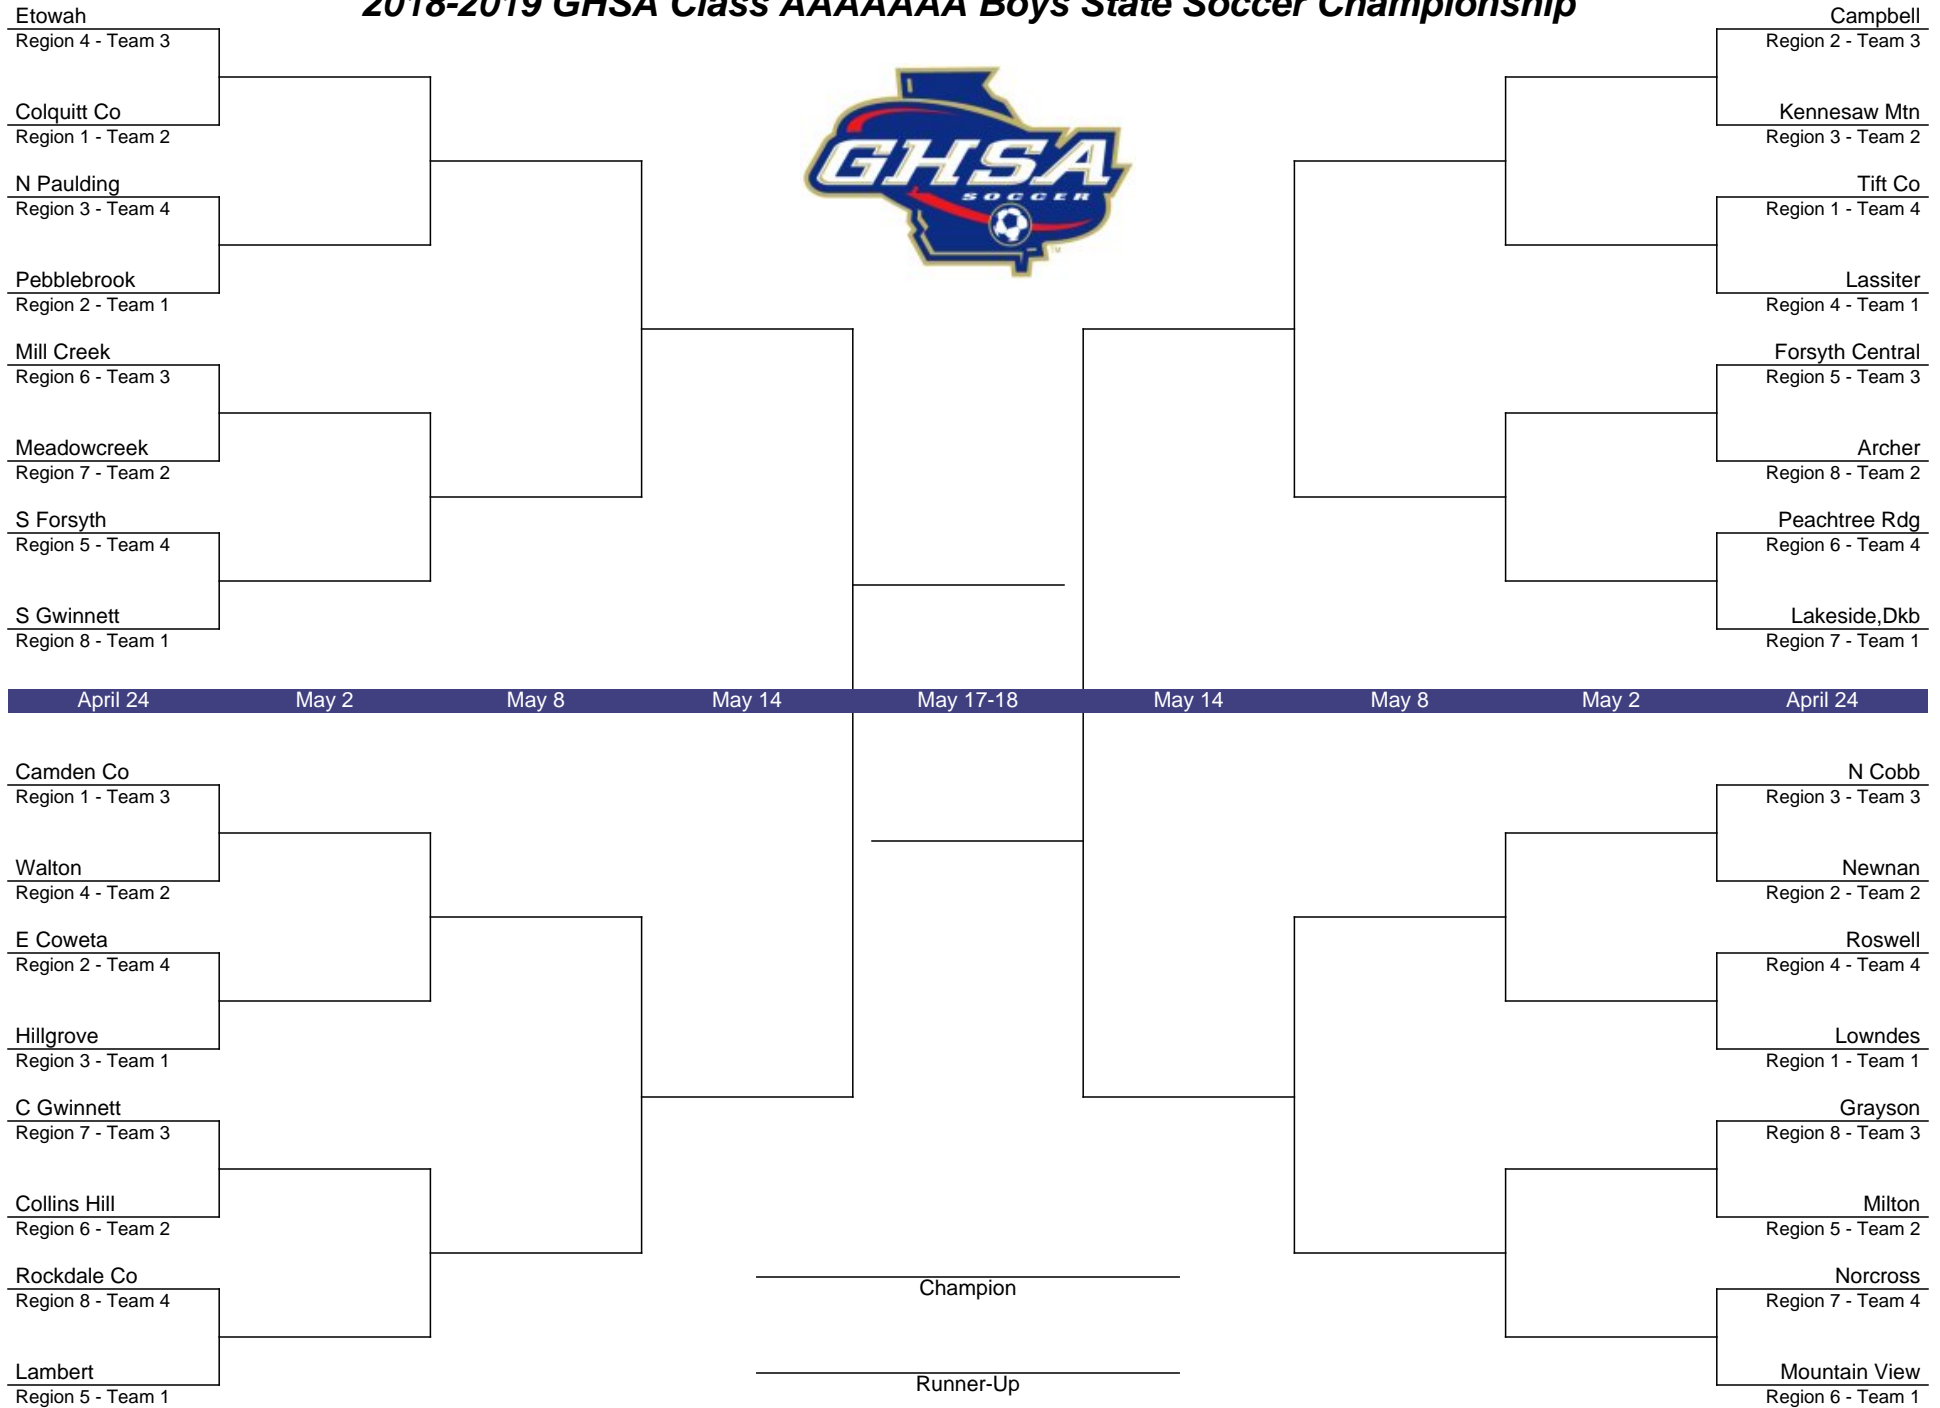 2018-2019 GHSA Class AAAAAAA Boys State Soccer Championship
GHSA
SOCCER
TM
Etowah
Region 4 - Team 3
Colquitt Co
Region 1 - Team 2
N Paulding
Region 3 - Team 4
Pebblebrook
Region 2 - Team 1
Mill Creek
Region 6 - Team 3
Meadowcreek
Region 7 - Team 2
S Forsyth
Region 5 - Team 4
S Gwinnett
Region 8 - Team 1
Campbell
Region 2 - Team 3
Kennesaw Mtn
Region 3 - Team 2
Tift Co
Region 1 - Team 4
Lassiter
Region 4 - Team 1
Forsyth Central
Region 5 - Team 3
Archer
Region 8 - Team 2
Peachtree Rdg
Region 6 - Team 4
Lakeside,Dkb
Region 7 - Team 1
April 24 May 2 May 8 May 14 May 17-18 May 14 May 8 May 2 April 24
Camden Co
Region 1 - Team 3
Walton
Region 4 - Team 2
E Coweta
Region 2 - Team 4
Hillgrove
Region 3 - Team 1
C Gwinnett
Region 7 - Team 3
Collins Hill
Region 6 - Team 2
Rockdale Co
Region 8 - Team 4
Lambert
Region 5 - Team 1
N Cobb
Region 3 - Team 3
Newnan
Region 2 - Team 2
Roswell
Region 4 - Team 4
Lowndes
Region 1 - Team 1
Grayson
Region 8 - Team 3
Milton
Region 5 - Team 2
Norcross
Region 7 - Team 4
Mountain View
Region 6 - Team 1
Champion
Runner-Up